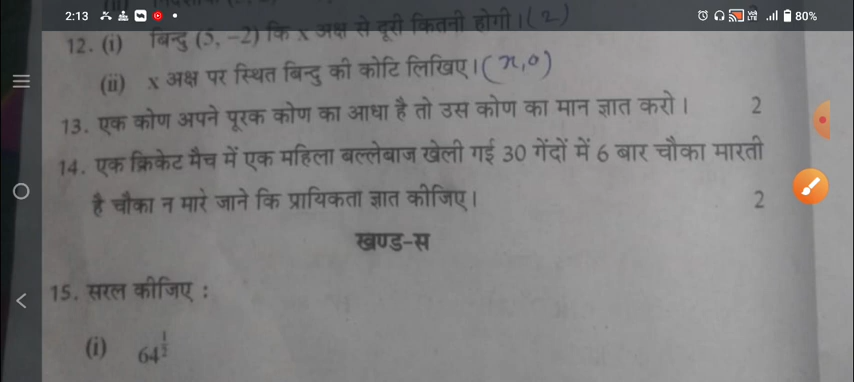 2:13
80%
12. (i) बिन्दु (5, -2) कि x अक्ष से दूरी कितनी होगी। (2)
(ii) x अक्ष पर स्थित बिन्दु की कोटि लिखिए। (x,0)
13. एक कोण अपने पूरक कोण का आधा है तो उस कोण का मान ज्ञात करो। 2
14. एक क्रिकेट मैच में एक महिला बल्लेबाज खेली गई 30 गेंदों में 6 बार चौका मारती
है चौका न मारे जाने कि प्रायिकता ज्ञात कीजिए। 2
खण्ड-स
15. सरल कीजिए :
(i) 64^{1/2}